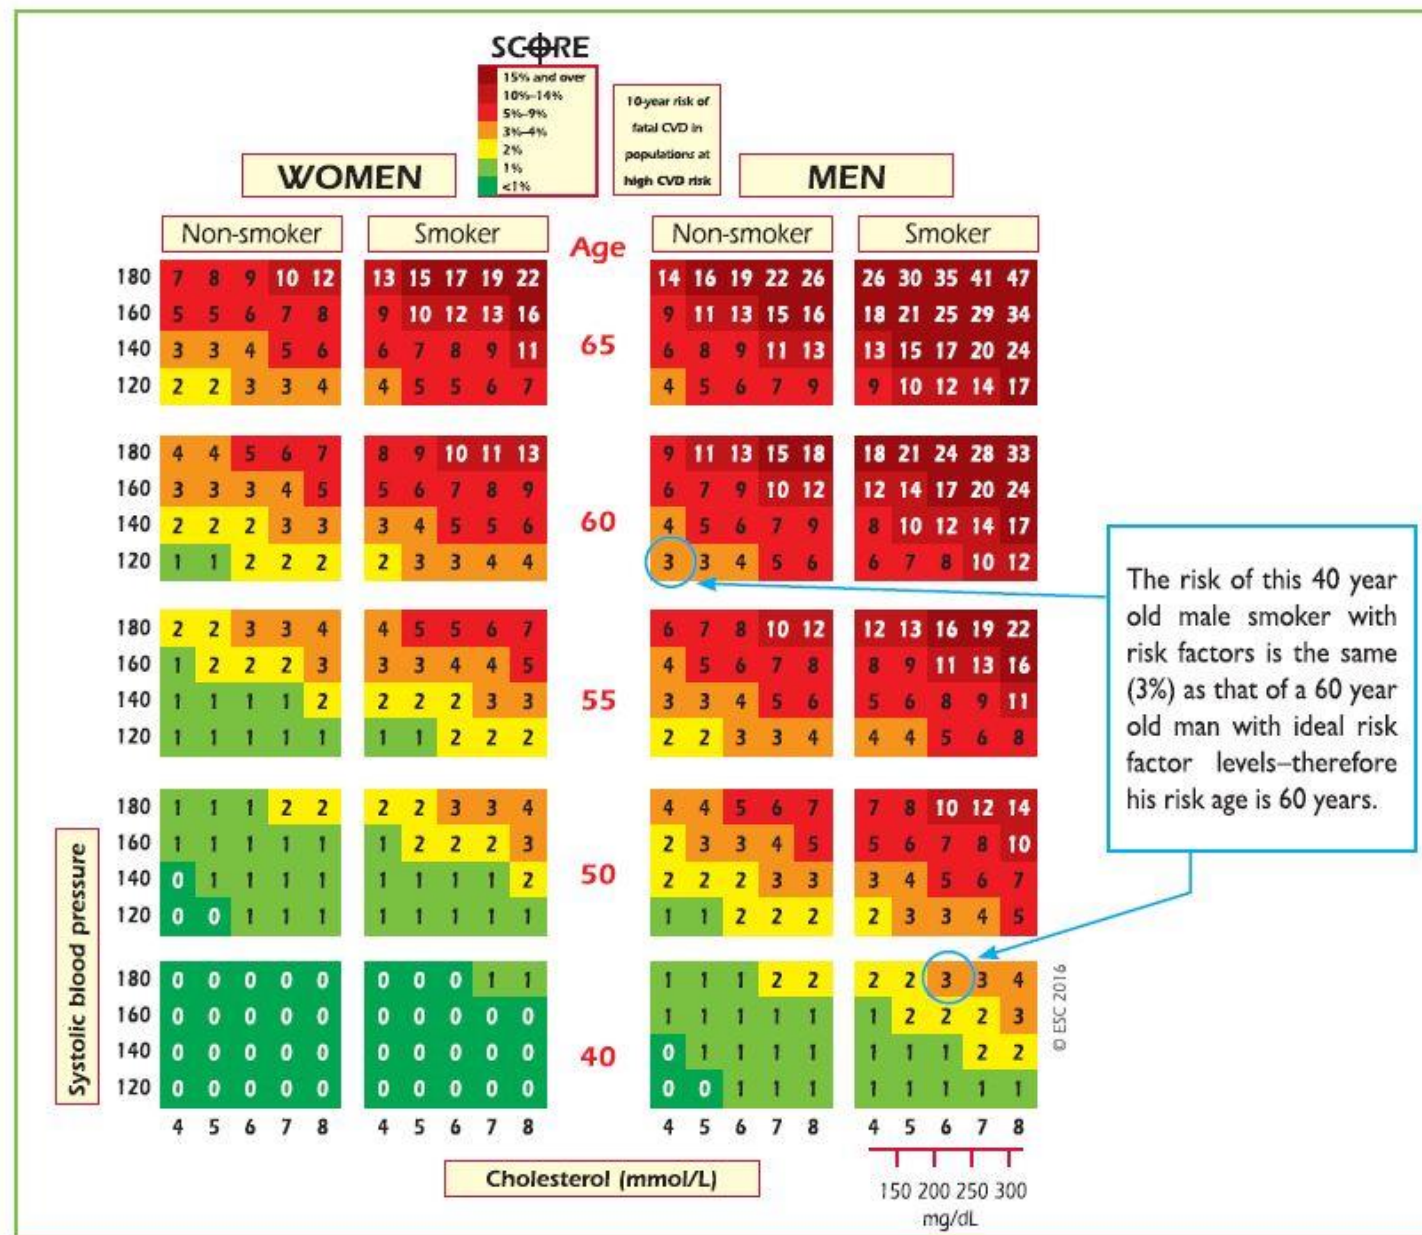 SCORE
15% and over
10%–14%
5%–9%
3%–4%
2%
1%
<1%
10-year risk of
fatal CVD in
populations at
high CVD risk
WOMEN
MEN
Non-smoker Smoker Age Non-smoker Smoker
180 7 8 9 10 12 13 15 17 19 22 14 16 19 22 26 26 30 35 41 47
160 5 5 6 7 8 9 10 12 13 16 9 11 13 15 16 18 21 25 29 34
140 3 3 4 5 6 6 7 8 9 11 65 6 8 9 11 13 13 15 17 20 24
120 2 2 3 3 4 4 5 5 6 7 4 5 6 7 9 9 10 12 14 17
180 4 4 5 6 7 8 9 10 11 13 9 11 13 15 18 18 21 24 28 33
160 3 3 3 4 5 5 6 7 8 9 6 7 9 10 12 12 14 17 20 24
140 2 2 2 3 3 3 4 5 5 6 60 4 5 6 7 9 8 10 12 14 17
120 1 1 2 2 2 2 3 3 4 4 3 3 4 5 6 6 7 8 10 12
180 2 2 3 3 4 4 5 5 6 7 6 7 8 10 12 12 13 16 19 22
160 1 2 2 2 3 3 3 4 4 5 4 5 6 7 8 8 9 11 13 16
140 1 1 1 1 2 2 2 2 3 3 55 3 3 4 5 6 5 6 8 9 11
120 1 1 1 1 1 1 1 2 2 2 2 2 3 3 4 4 4 5 6 8
180 1 1 1 2 2 2 2 3 3 4 4 4 5 6 7 7 8 10 12 14
160 1 1 1 1 1 1 2 2 2 3 2 3 3 4 5 5 6 7 8 10
140 0 1 1 1 1 1 1 1 1 2 50 2 2 2 3 3 3 4 5 6 7
120 0 0 1 1 1 1 1 1 1 1 1 1 2 2 2 2 3 3 4 5
180 0 0 0 0 0 0 0 0 1 1 1 1 1 2 2 2 2 3 3 4
160 0 0 0 0 0 0 0 0 0 0 1 1 1 1 1 1 2 2 2 3
140 0 0 0 0 0 0 0 0 0 0 40 0 1 1 1 1 1 1 1 2 2
120 0 0 0 0 0 0 0 0 0 0 0 0 1 1 1 1 1 1 1 1
4 5 6 7 8 4 5 6 7 8 4 5 6 7 8 4 5 6 7 8
Systolic blood pressure
Cholesterol (mmol/L)
150 200 250 300
mg/dL
© ESC 2016
The risk of this 40 year
old male smoker with
risk factors is the same
(3%) as that of a 60 year
old man with ideal risk
factor levels–therefore
his risk age is 60 years.